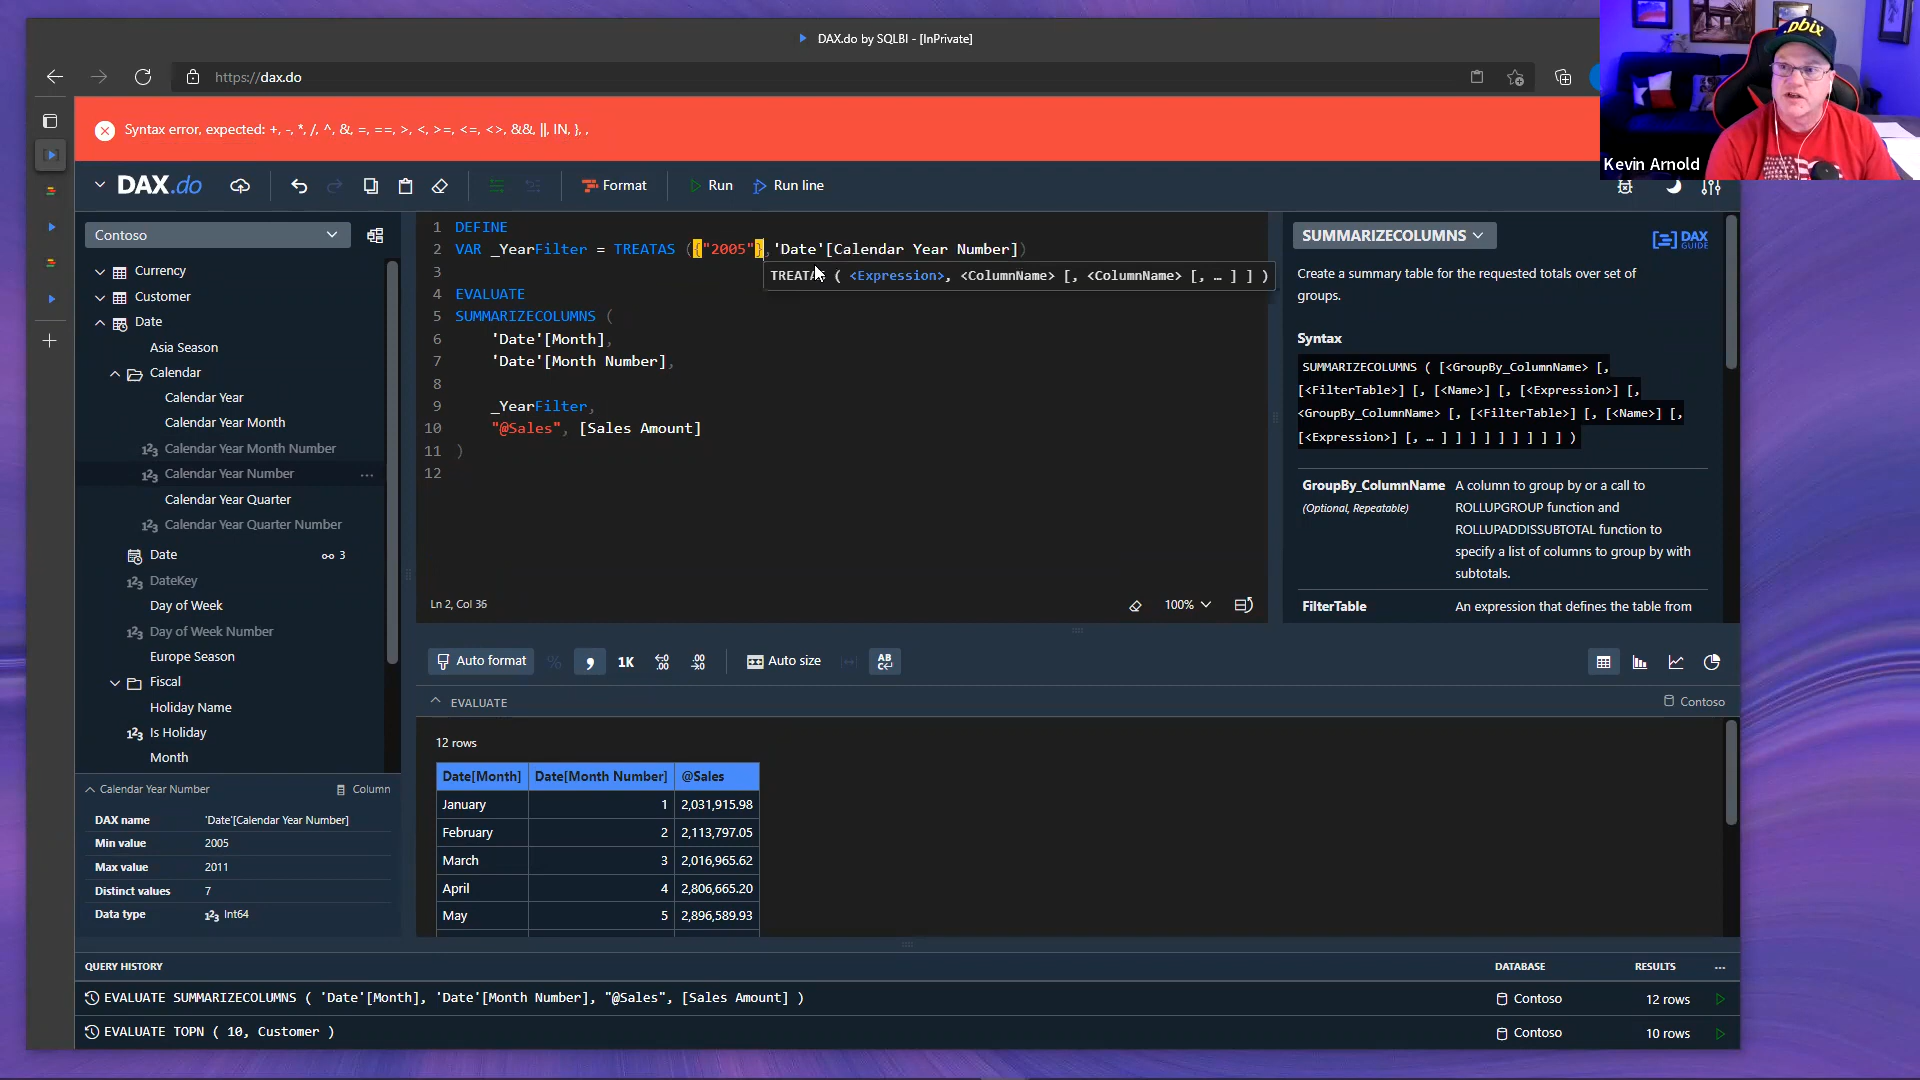 DAX.do by SQLBI - [InPrivate]
https://dax.do
Syntax error, expected: +, -, *, /, ^, &, =, ==, >, <, >=, <=, <>, &&, ||, IN, }, ,
.pbix
Kevin Arnold
DAX.do
Format
Run
Run line
Contoso
Currency
Customer
Date
Asia Season
Calendar
Calendar Year
Calendar Year Month
Calendar Year Month Number
Calendar Year Number
Calendar Year Quarter
Calendar Year Quarter Number
Date
3
DateKey
Day of Week
Day of Week Number
Europe Season
Fiscal
Holiday Name
Is Holiday
Month
Calendar Year Number
Column
DAX name 'Date'[Calendar Year Number]
Min value 2005
Max value 2011
Distinct values 7
Data type 123 Int64
1 DEFINE
2 VAR _YearFilter = TREATAS ({"2005"},'Date'[Calendar Year Number])
3
TREATAS ( <Expression>, <ColumnName> [, <ColumnName> [, … ] ] )
4 EVALUATE
5 SUMMARIZECOLUMNS (
6 'Date'[Month],
7 'Date'[Month Number],
8
9 _YearFilter,
10 "@Sales", [Sales Amount]
11 )
12
Ln 2, Col 36
100%
SUMMARIZECOLUMNS
DAX GUIDE
Create a summary table for the requested totals over set of
groups.
Syntax
SUMMARIZECOLUMNS ( [<GroupBy_ColumnName> [,
[<FilterTable>] [, [<Name>] [, [<Expression>] [,
<GroupBy_ColumnName> [, [<FilterTable>] [, [<Name>] [,
[<Expression>] [, … ] ] ] ] ] ] ] ] ] )
GroupBy_ColumnName
(Optional, Repeatable)
A column to group by or a call to
ROLLUPGROUP function and
ROLLUPADDISSUBTOTAL function to
specify a list of columns to group by with
subtotals.
FilterTable An expression that defines the table from
Auto format
%
,
1K
Auto size
EVALUATE
Contoso
12 rows
Date[Month] Date[Month Number] @Sales
January 1 2,031,915.98
February 2 2,113,797.05
March 3 2,016,965.62
April 4 2,806,665.20
May 5 2,896,589.93
QUERY HISTORY DATABASE RESULTS ...
EVALUATE SUMMARIZECOLUMNS ( 'Date'[Month], 'Date'[Month Number], "@Sales", [Sales Amount] ) Contoso 12 rows
EVALUATE TOPN ( 10, Customer ) Contoso 10 rows